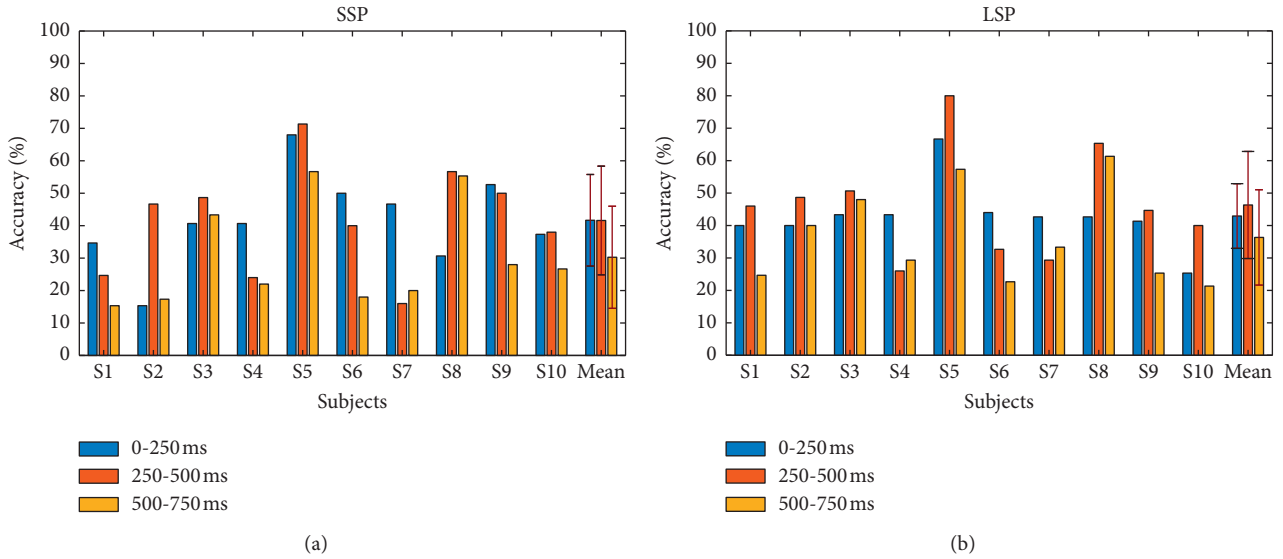 SSP
100
90
80
70
60
50
40
30
20
10
0
Accuracy (%)
S1 S2 S3 S4 S5 S6 S7 S8 S9 S10 Mean
Subjects
0-250 ms
250-500 ms
500-750 ms
(a)
LSP
100
90
80
70
60
50
40
30
20
10
0
Accuracy (%)
S1 S2 S3 S4 S5 S6 S7 S8 S9 S10 Mean
Subjects
0-250 ms
250-500 ms
500-750 ms
(b)